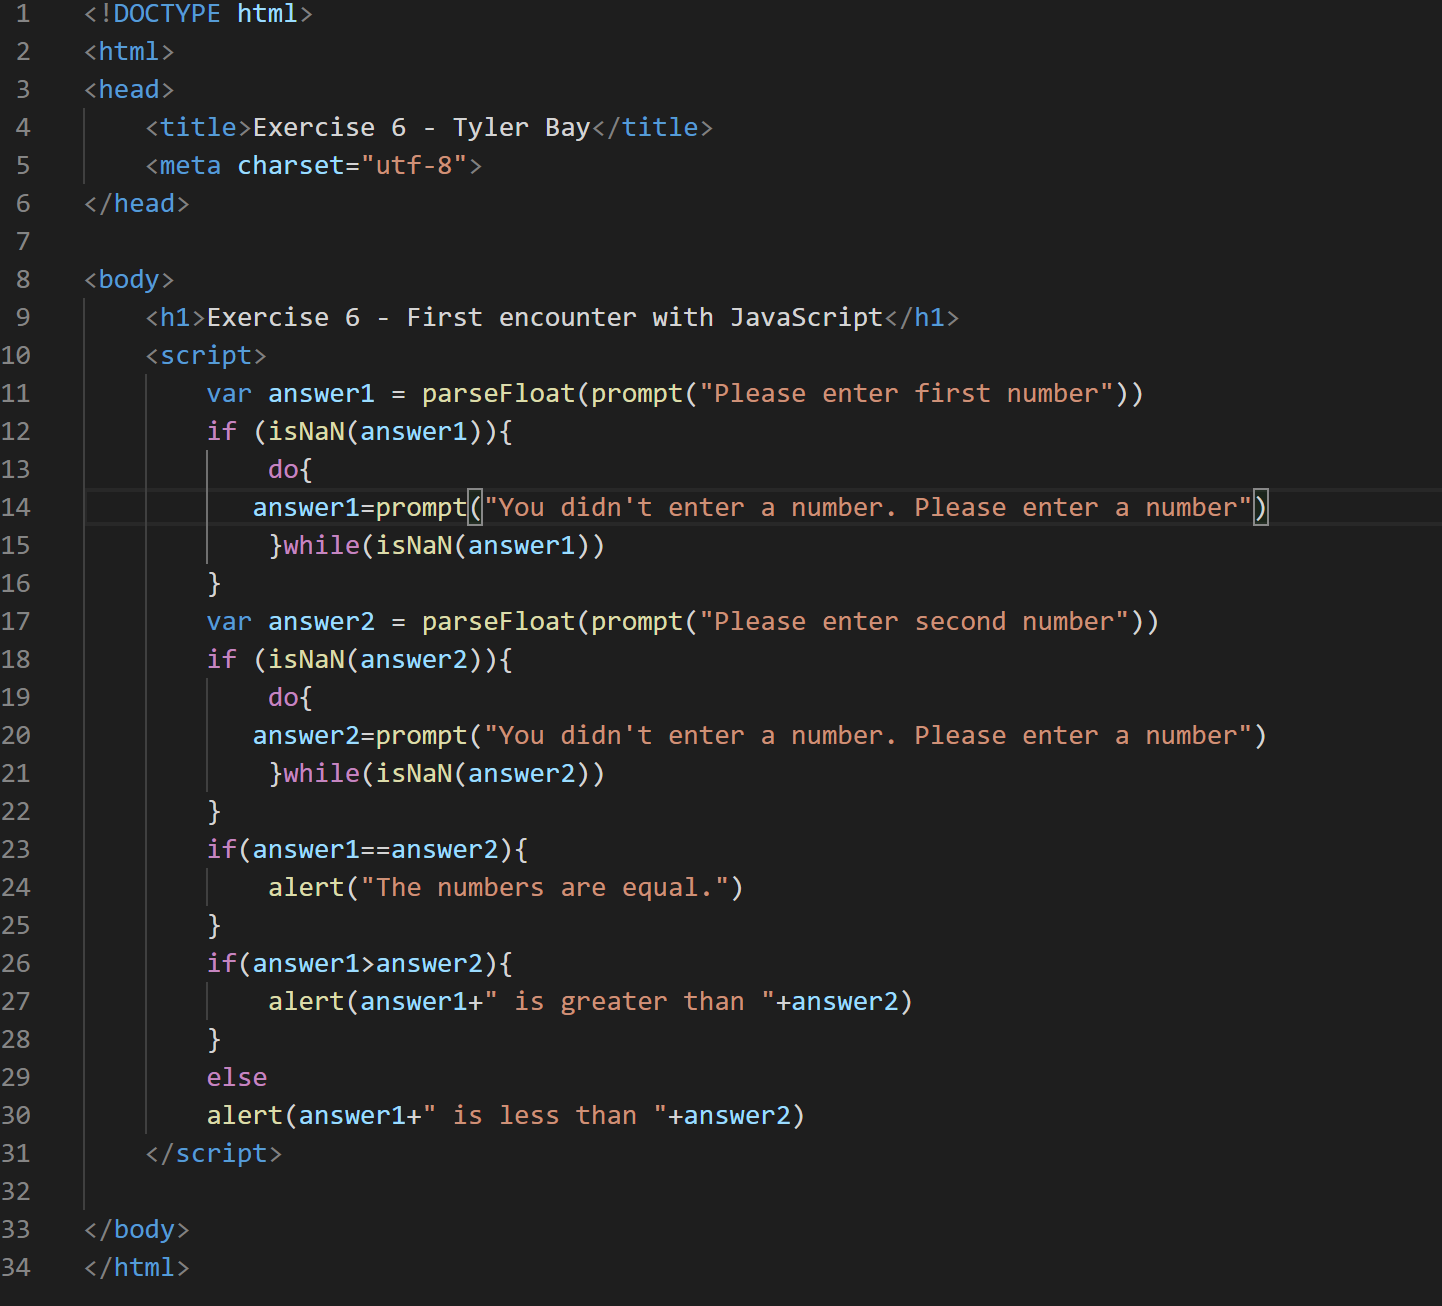 1 <!DOCTYPE html>
2 <html>
3 <head>
4     <title>Exercise 6 - Tyler Bay</title>
5     <meta charset="utf-8">
6 </head>
7
8 <body>
9     <h1>Exercise 6 - First encounter with JavaScript</h1>
10     <script>
11         var answer1 = parseFloat(prompt("Please enter first number"))
12         if (isNaN(answer1)){
13             do{
14            answer1=prompt("You didn't enter a number. Please enter a number")
15             }while(isNaN(answer1))
16         }
17         var answer2 = parseFloat(prompt("Please enter second number"))
18         if (isNaN(answer2)){
19             do{
20            answer2=prompt("You didn't enter a number. Please enter a number")
21             }while(isNaN(answer2))
22         }
23         if(answer1==answer2){
24             alert("The numbers are equal.")
25         }
26         if(answer1>answer2){
27             alert(answer1+" is greater than "+answer2)
28         }
29         else
30         alert(answer1+" is less than "+answer2)
31     </script>
32
33 </body>
34 </html>